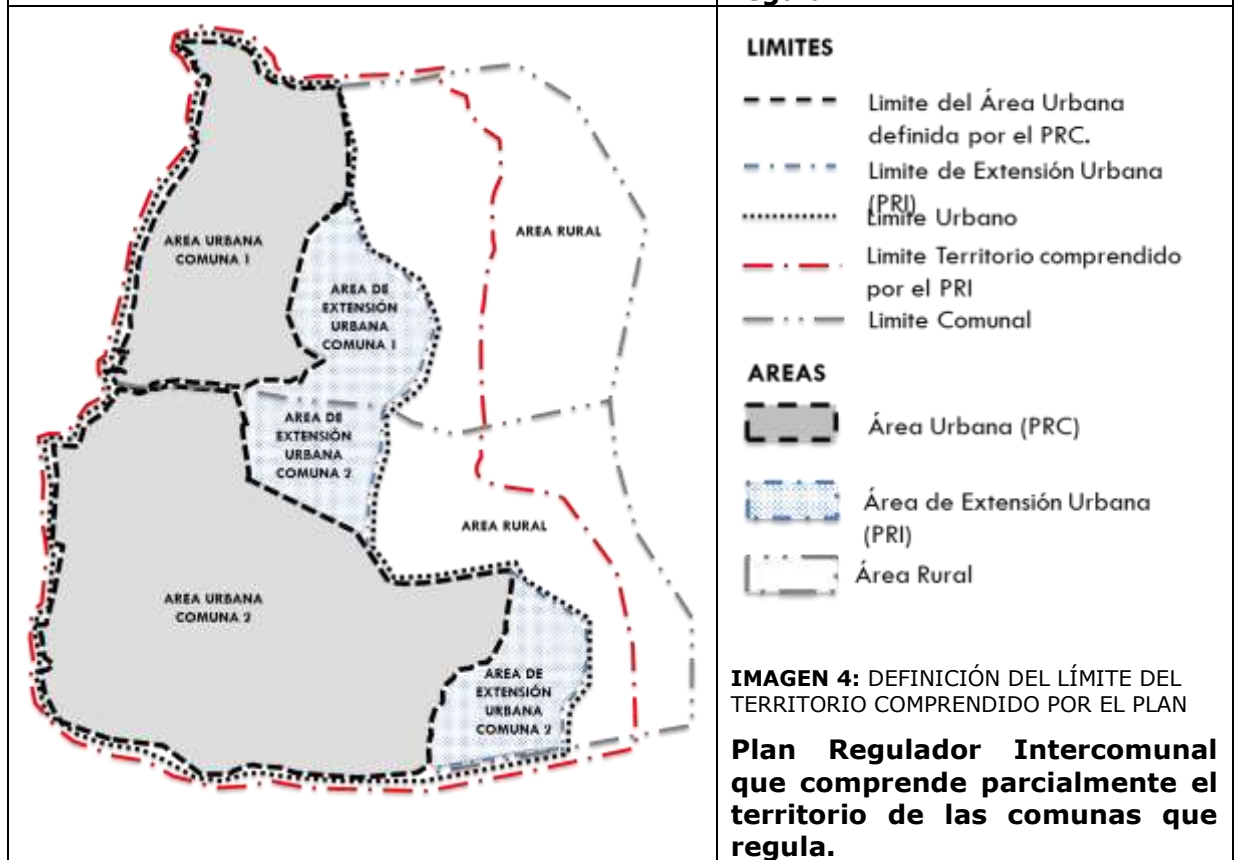 AREA URBANA
COMUNA 1
AREA RURAL
AREA DE
EXTENSIÓN
URBANA
COMUNA 1
AREA DE
EXTENSIÓN
URBANA
COMUNA 2
AREA RURAL
AREA URBANA
COMUNA 2
AREA DE
EXTENSIÓN
URBANA
COMUNA 2
LIMITES
Limite del Área Urbana
definida por el PRC.
Limite de Extensión Urbana
(PRI)
Limite Urbano
Limite Territorio comprendido
por el PRI
Limite Comunal
AREAS
Área Urbana (PRC)
Área de Extensión Urbana
(PRI)
Área Rural
IMAGEN 4: DEFINICIÓN DEL LÍMITE DEL
TERRITORIO COMPRENDIDO POR EL PLAN
Plan Regulador Intercomunal
que comprende parcialmente el
territorio de las comunas que
regula.